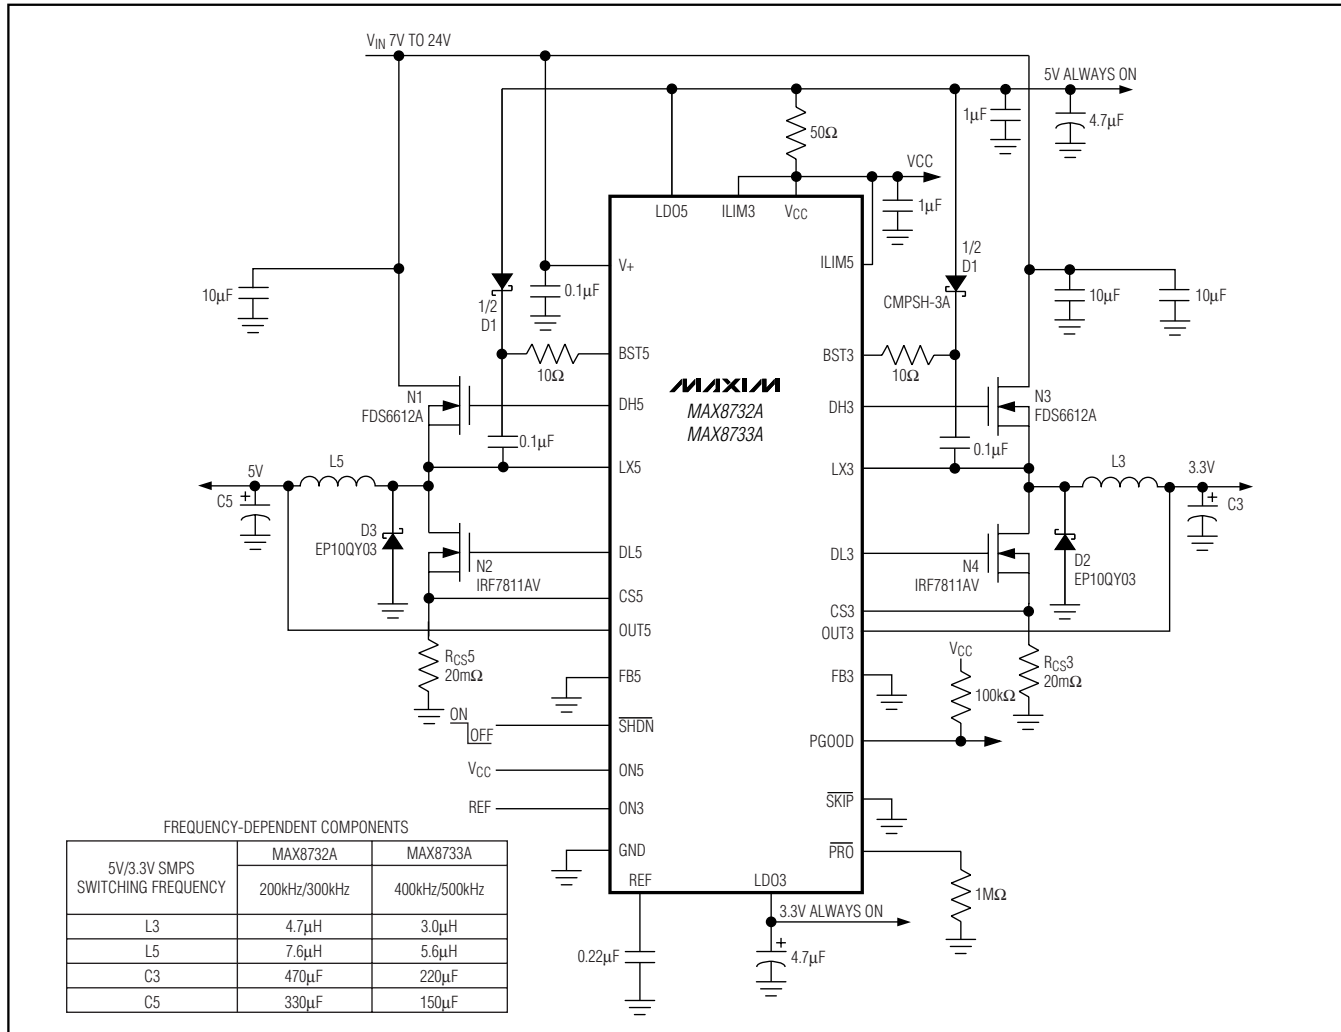 VIN 7V TO 24V
5V ALWAYS ON
1µF
4.7µF
50Ω
VCC
1µF
LDO5 ILIM3 VCC
V+
ILIM5
10µF
0.1µF
1/2
D1
1/2
D1
CMPSH-3A
10µF
10µF
BST5
BST3
10Ω
10Ω
MAXIM
MAX8732A
MAX8733A
N1
FDS6612A
DH5
DH3
N3
FDS6612A
0.1µF
0.1µF
LX5
LX3
5V
L5
L3
3.3V
C5
+
+
C3
D3
EP10QY03
N2
IRF7811AV
DL5
DL3
N4
IRF7811AV
D2
EP10QY03
CS5
CS3
OUT5
OUT3
RCS5
20mΩ
VCC
RCS3
20mΩ
FB5
FB3
100kΩ
ON
OFF
SHDN
PGOOD
VCC
ON5
REF
ON3
SKIP
GND
PRO
REF
LDO3
1MΩ
3.3V ALWAYS ON
0.22µF
+
4.7µF
FREQUENCY-DEPENDENT COMPONENTS
5V/3.3V SMPS
SWITCHING FREQUENCY
MAX8732A MAX8733A
200kHz/300kHz 400kHz/500kHz
L3 4.7µH 3.0µH
L5 7.6µH 5.6µH
C3 470µF 220µF
C5 330µF 150µF